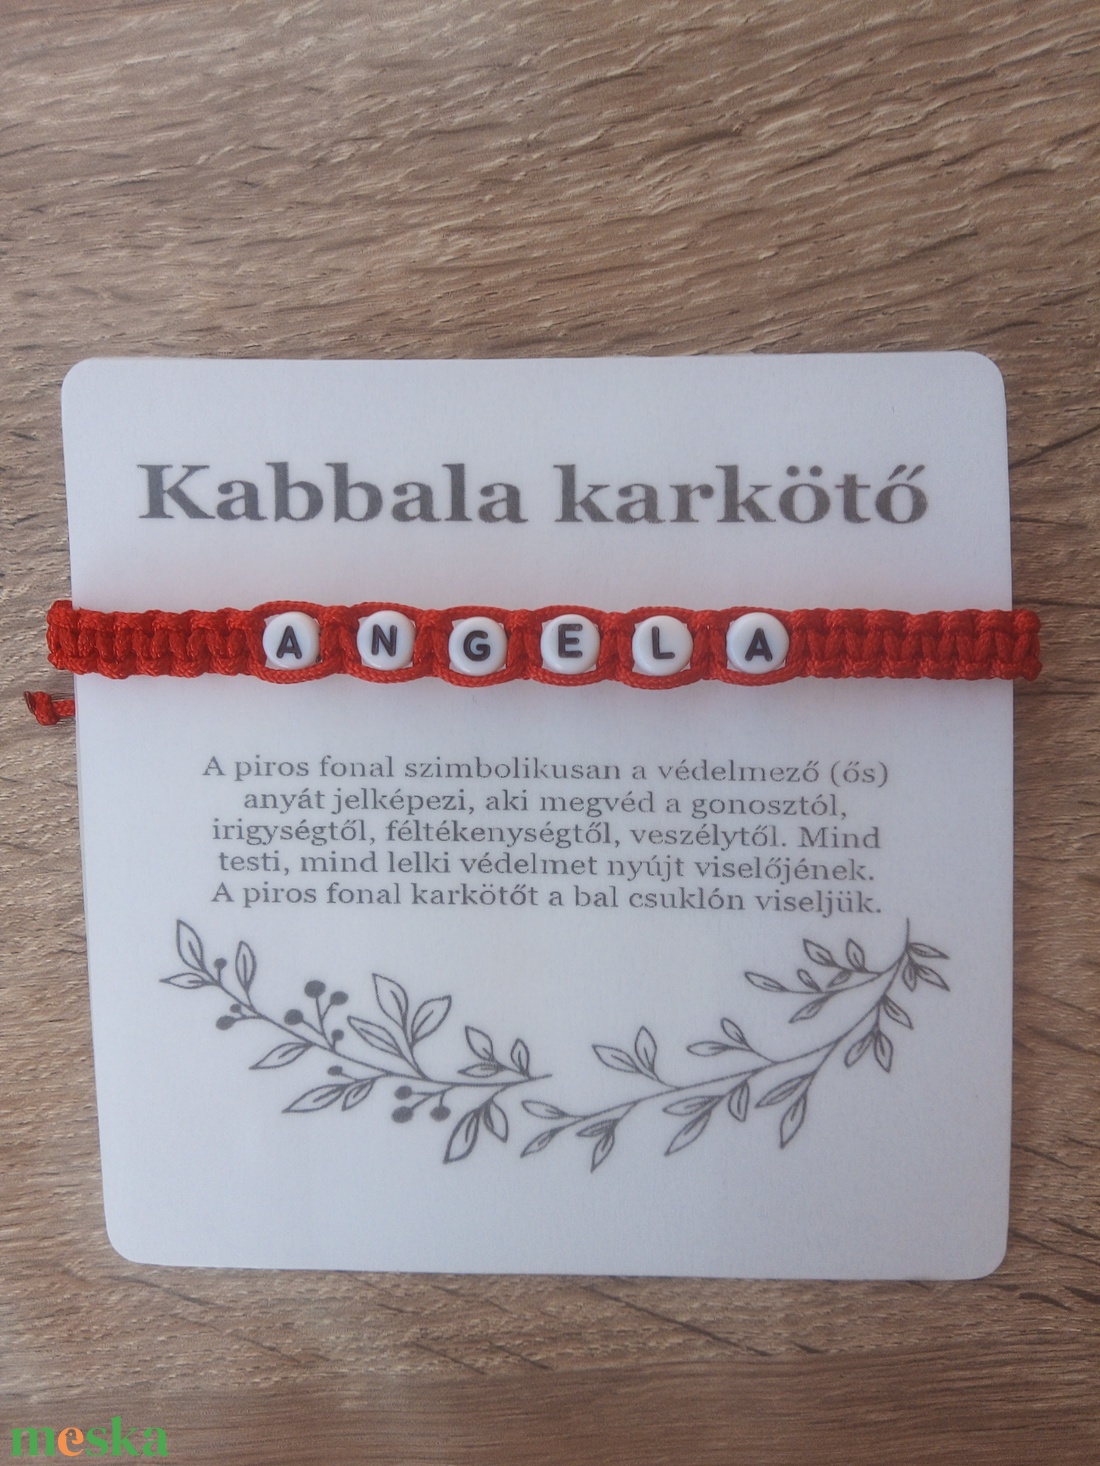 Kabbala karkötő
ANGELA
A piros fonal szimbolikusan a védelmező (ős)
anyát jelképezi, aki megvéd a gonosztól,
irigységtől, féltékenységtől, veszélytől. Mind
testi, mind lelki védelmet nyújt viselőjének.
A piros fonal karkötőt a bal csuklón viseljük.
meska